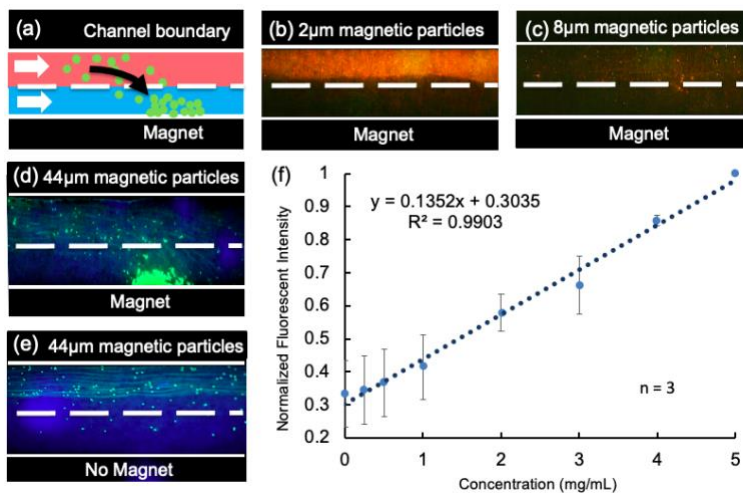 (a)
Channel boundary
Magnet
(b) 2μm magnetic particles
Magnet
(c) 8μm magnetic particles
Magnet
(d) 44μm magnetic particles
Magnet
(e) 44μm magnetic particles
No Magnet
(f)
y = 0.1352x + 0.3035
R² = 0.9903
n = 3
Normalized Fluorescent Intensity
1
0.9
0.8
0.7
0.6
0.5
0.4
0.3
0.2
0 1 2 3 4 5
Concentration (mg/mL)